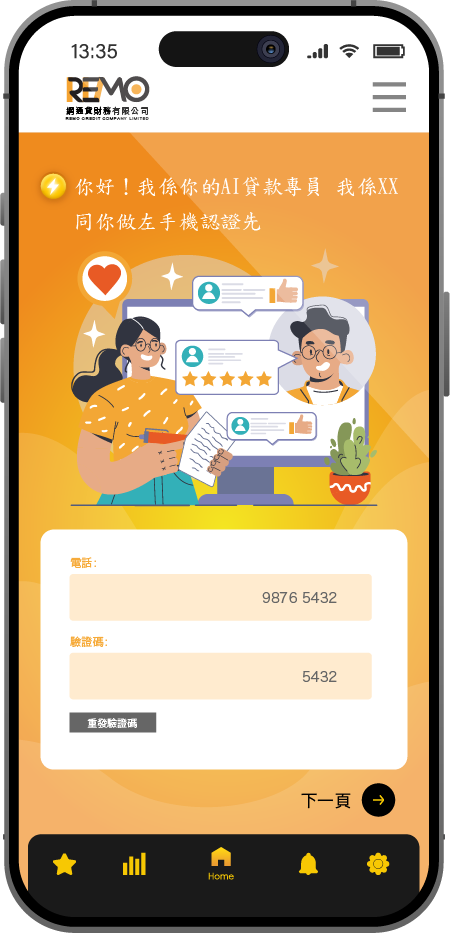 13:35
REMO
網通貸財務有限公司
REMO CREDIT COMPANY LIMITED
你好！我係你的AI貸款專員 我係XX
同你做左手機認證先
電話:
9876 5432
驗證碼:
5432
重發驗證碼
下一頁
Home